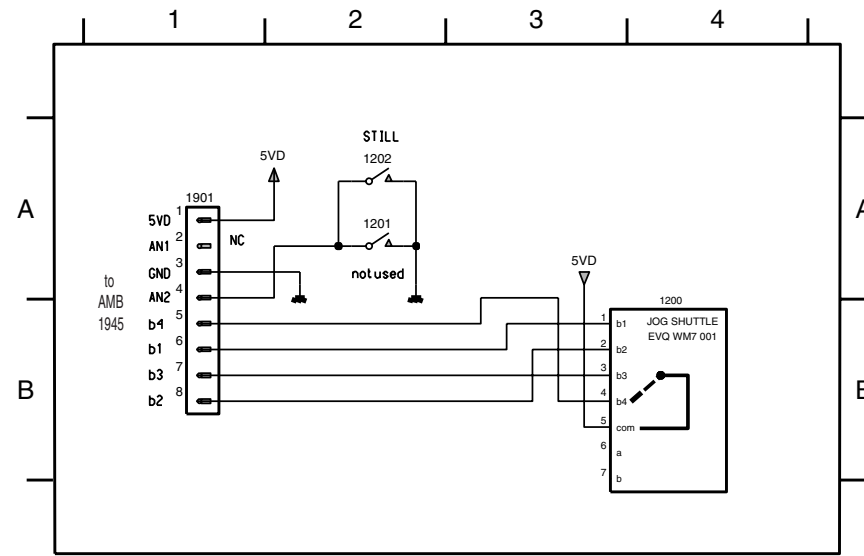 1 2 3 4
A
A
B
STILL
1202
5VD
1901
1201
not used
5VD 1
AN1 2 NC
GND 3
AN2 4
b4 5
b1 6
b3 7
b2 8
to
AMB
1945
5VD
1200
JOG SHUTTLE
EVQ WM7 001
1 b1
2 b2
3 b3
4 b4
5 com
6 a
7 b